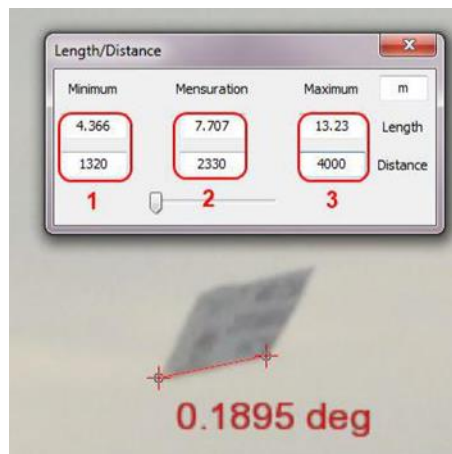 Length/Distance
Minimum Mensuration Maximum m
4.366 7.707 13.23 Length
1320 2330 4000 Distance
1 2 3
0.1895 deg